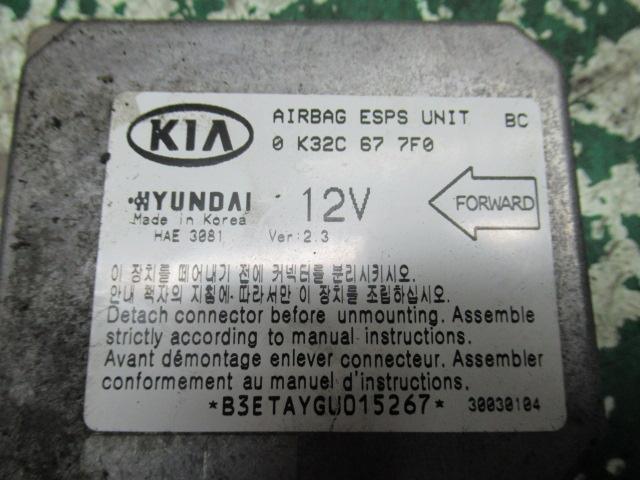 KIA AIRBAG ESPS UNIT BC
0 K32C 67 7F0
HYUNDAI 12V FORWARD
Made in Korea
HAE 3081 Ver:2.3
이 장치를 떼어내기 전에 커넥터를 분리시키시오.
안내 책자의 지침에 따라서만 이 장치를 조립하십시오.
Detach connector before unmounting. Assemble
strictly according to manual instructions.
Avant démontage enlever connecteur. Assembler
conformement au manuel d'instructions.
*B3ETAYGU015267* 30030104